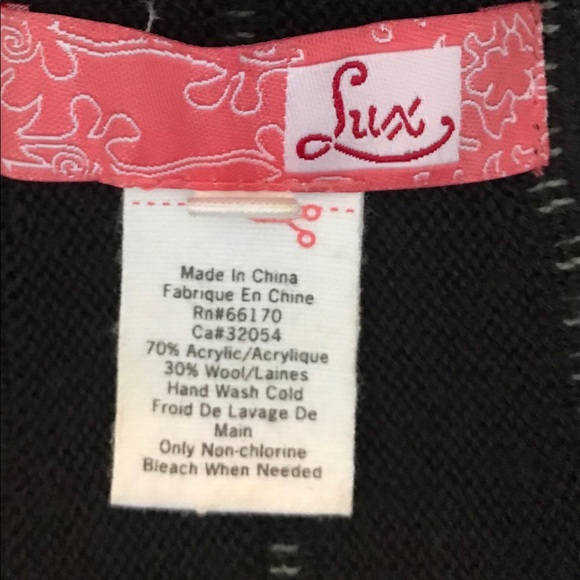 Lux
Made In China
Fabrique En Chine
Rn#66170
Ca#32054
70% Acrylic/Acrylique
30% Wool/Laines
Hand Wash Cold
Froid De Lavage De
Main
Only Non-chlorine
Bleach When Needed